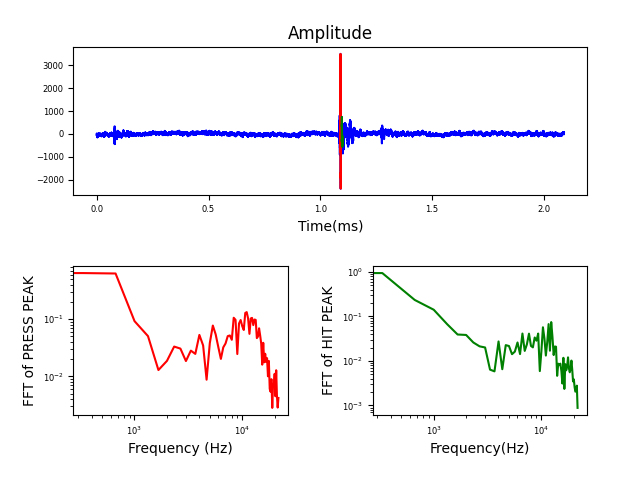 Amplitude
3000
2000
1000
0
−1000
−2000
0.0 0.5 1.0 1.5 2.0
Time(ms)
FFT of PRESS PEAK
10⁻¹
10⁻²
10³ 10⁴
Frequency (Hz)
FFT of HIT PEAK
10⁰
10⁻¹
10⁻²
10⁻³
10³ 10⁴
Frequency(Hz)